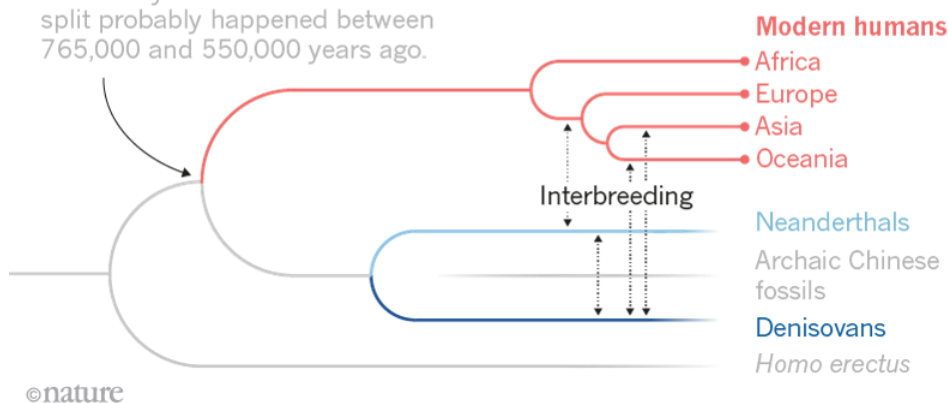 split probably happened between
765,000 and 550,000 years ago.
Modern humans
Africa
Europe
Asia
Oceania
Interbreeding
Neanderthals
Archaic Chinese
fossils
Denisovans
Homo erectus
©nature